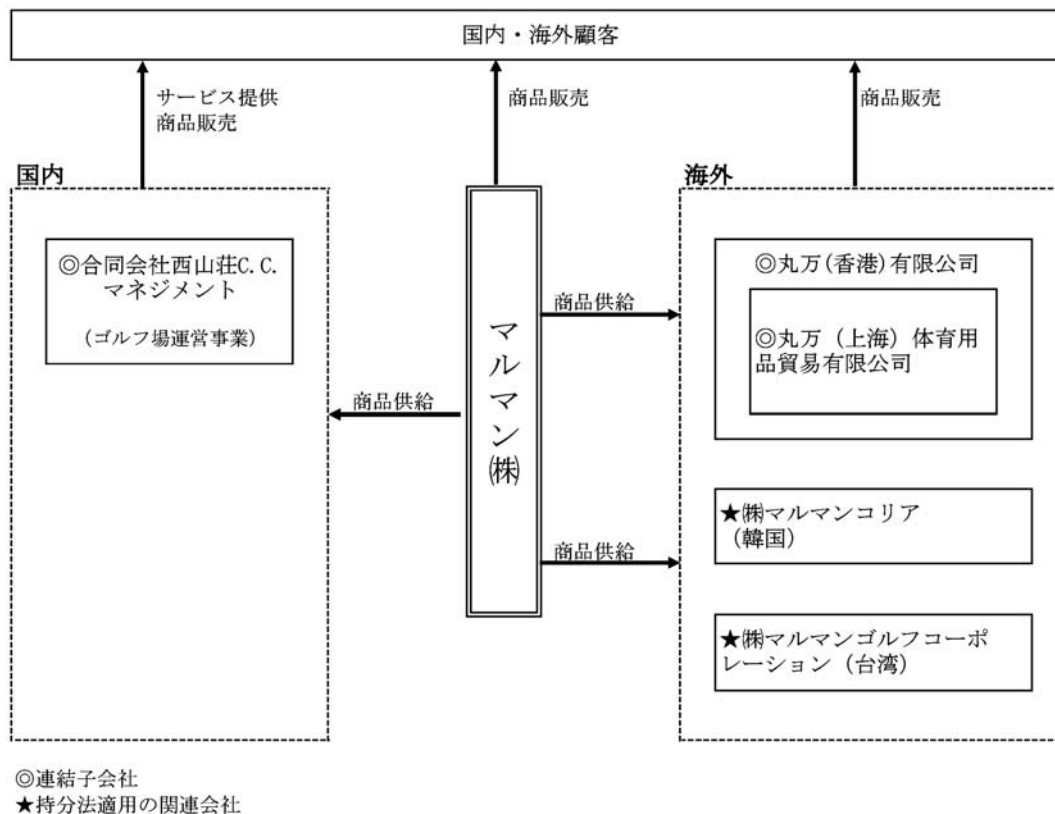 国内・海外顧客
サービス提供
商品販売
商品販売
商品販売
国内
海外
◎合同会社西山荘C.C.
マネジメント
(ゴルフ場運営事業)
マルマン㈱
商品供給
商品供給
商品供給
◎丸万(香港)有限公司
◎丸万（上海）体育用
品貿易有限公司
★㈱マルマンコリア
（韓国）
★㈱マルマンゴルフコーポ
レーション（台湾）
◎連結子会社
★持分法適用の関連会社